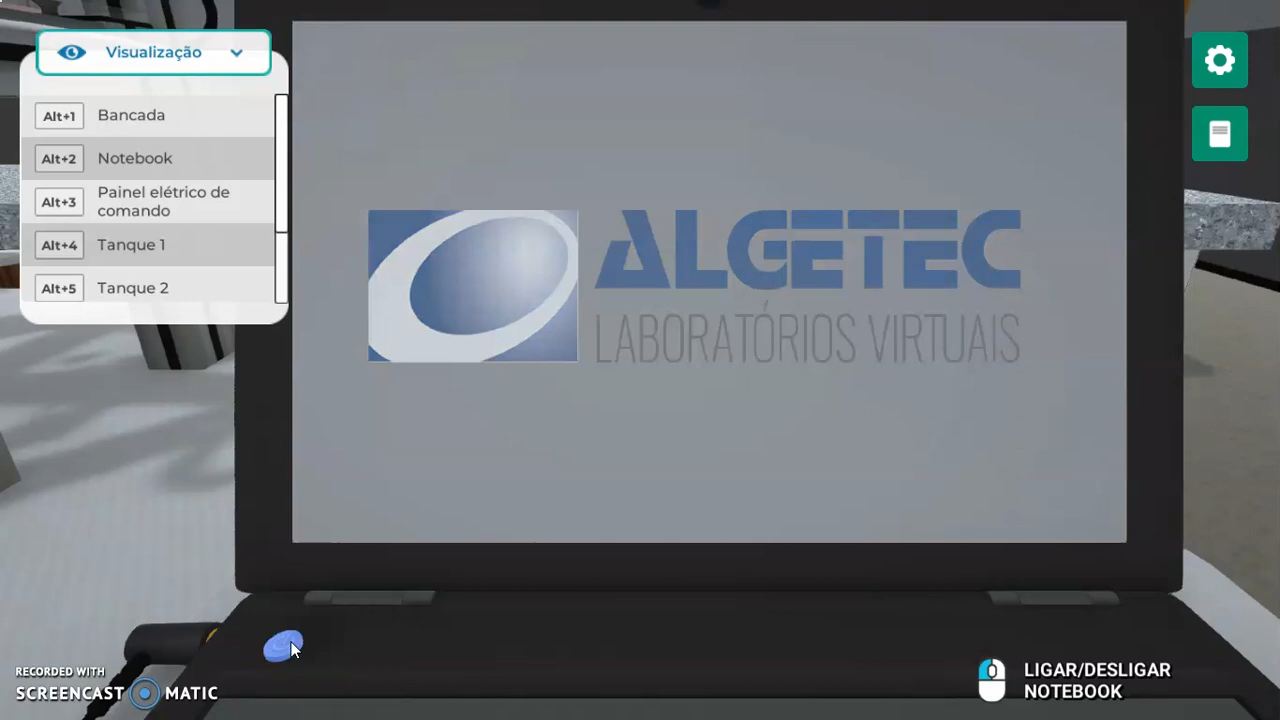 Visualização
Alt+1 Bancada
Alt+2 Notebook
Alt+3 Painel elétrico de
comando
Alt+4 Tanque 1
Alt+5 Tanque 2
ALGETEC
LABORATÓRIOS VIRTUAIS
RECORDED WITH
SCREENCAST MATIC
LIGAR/DESLIGAR
NOTEBOOK